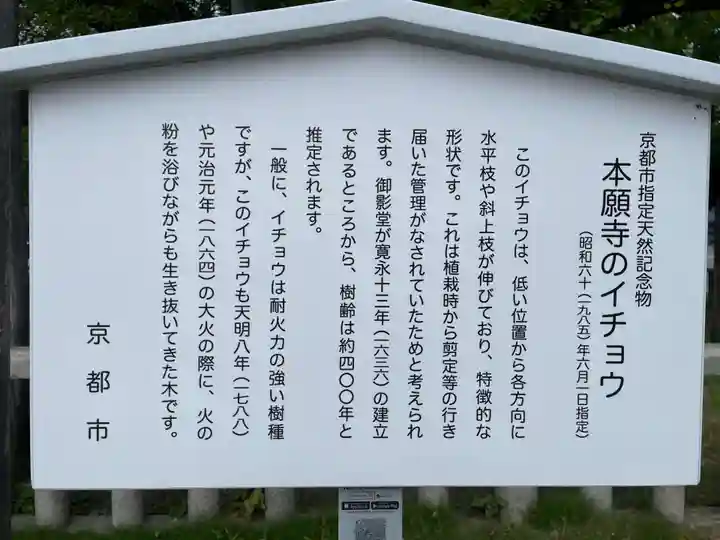 京都市指定天然記念物
本願寺のイチョウ
（昭和六十（一九八五）年六月一日指定）
このイチョウは、低い位置から各方向に
水平枝や斜上枝が伸びており、特徴的な
形状です。これは植栽時から剪定等の行き
届いた管理がなされていたためと考えられ
ます。御影堂が寛永十三年（一六三六）の建立
であるところから、樹齢は約四〇〇年と
推定されます。
一般に、イチョウは耐火力の強い樹種
ですが、このイチョウも天明八年（一七八八）
や元治元年（一八六四）の大火の際に、火の
粉を浴びながらも生き抜いてきた木です。
京都市